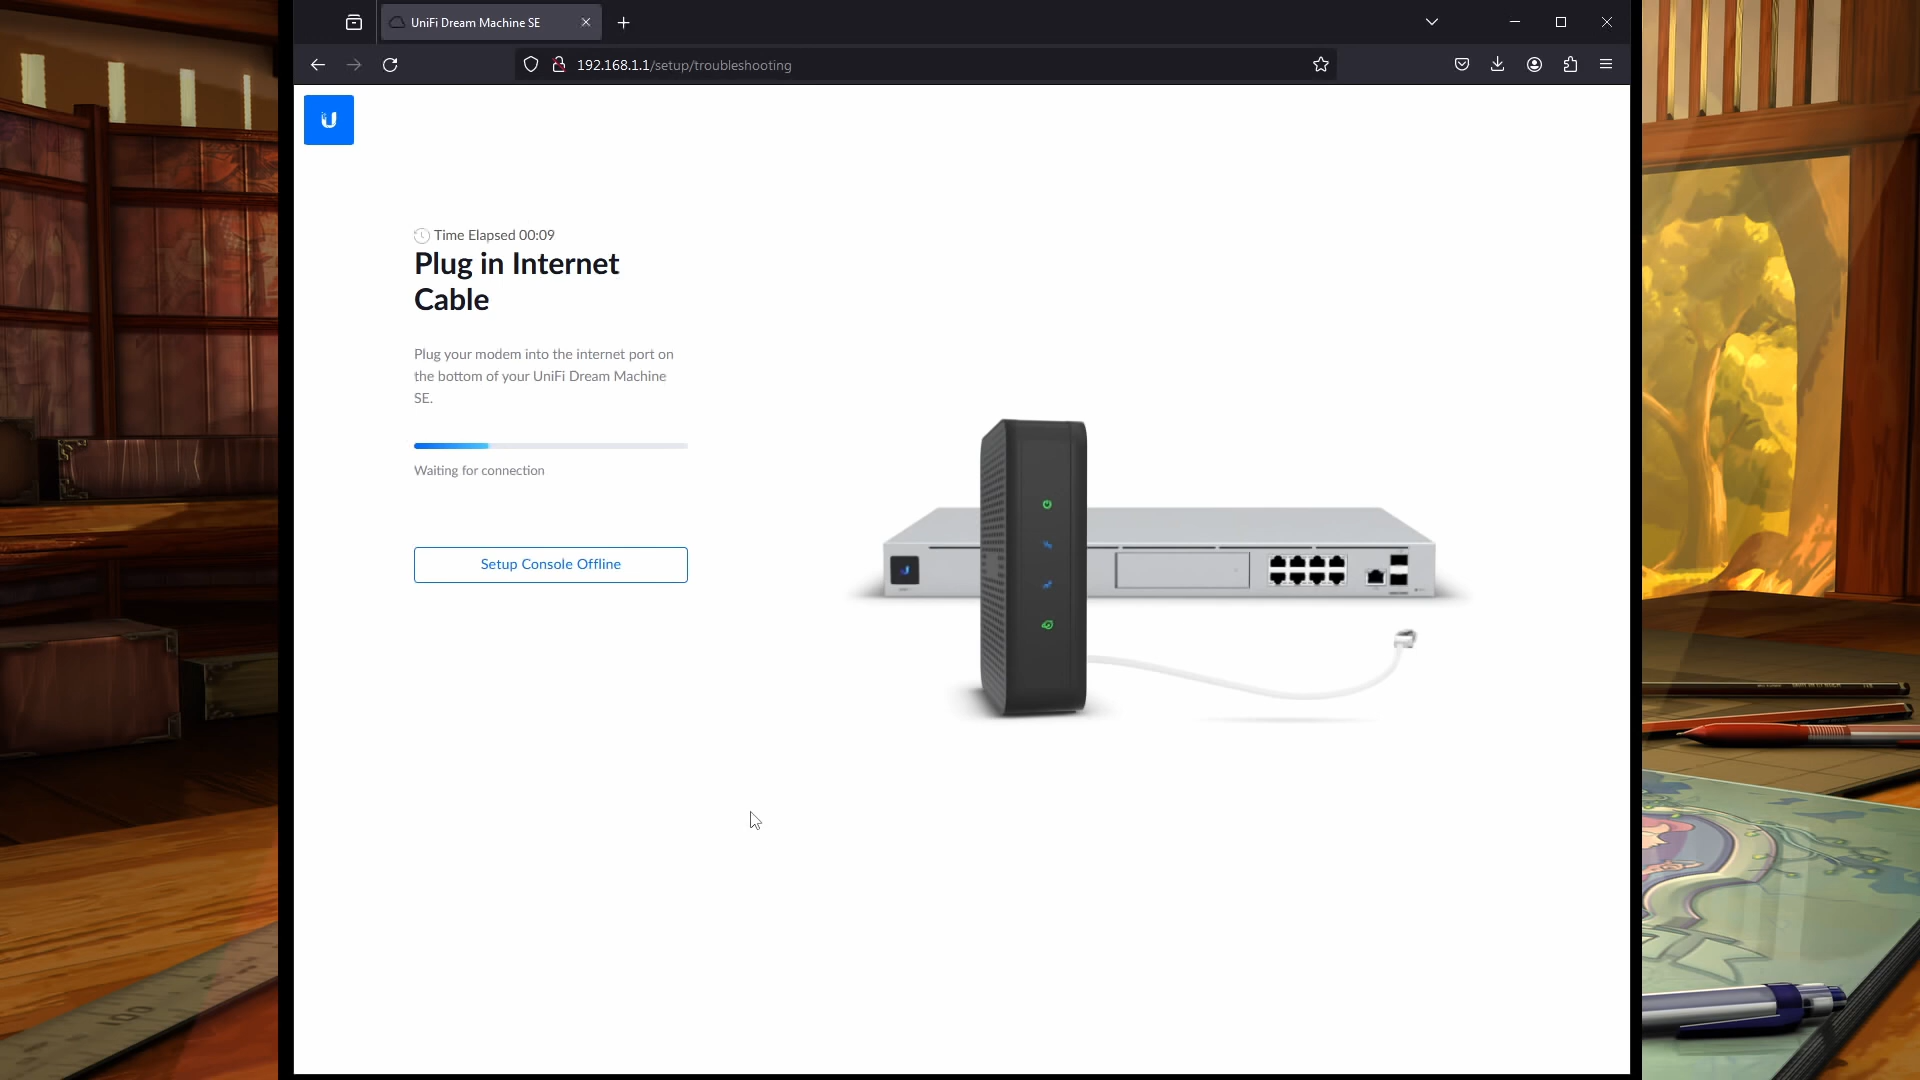 UniFi Dream Machine SE
192.168.1.1/setup/troubleshooting
Time Elapsed 00:09
Plug in Internet
Cable
Plug your modem into the internet port on
the bottom of your UniFi Dream Machine
SE.
Waiting for connection
Setup Console Offline
100